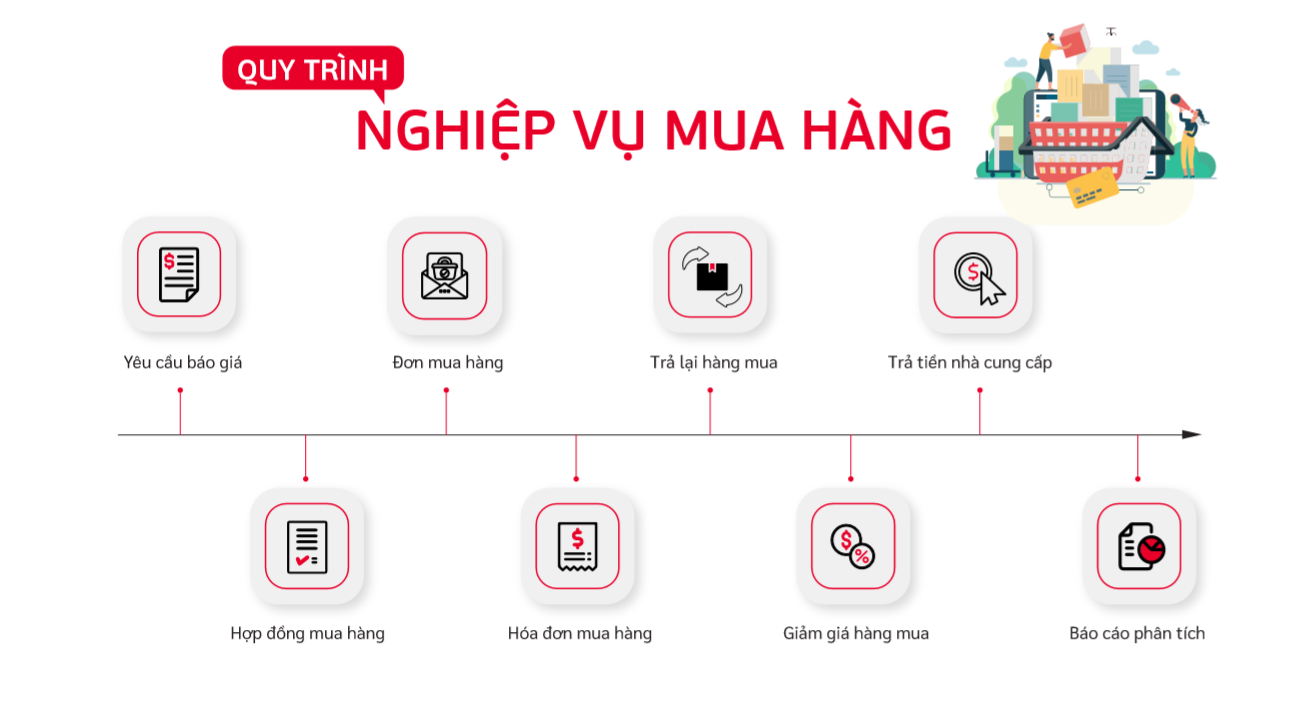 QUY TRÌNH
NGHIỆP VỤ MUA HÀNG
Yêu cầu báo giá
Đơn mua hàng
Trả lại hàng mua
Trả tiền nhà cung cấp
Hợp đồng mua hàng
Hóa đơn mua hàng
Giảm giá hàng mua
Báo cáo phân tích